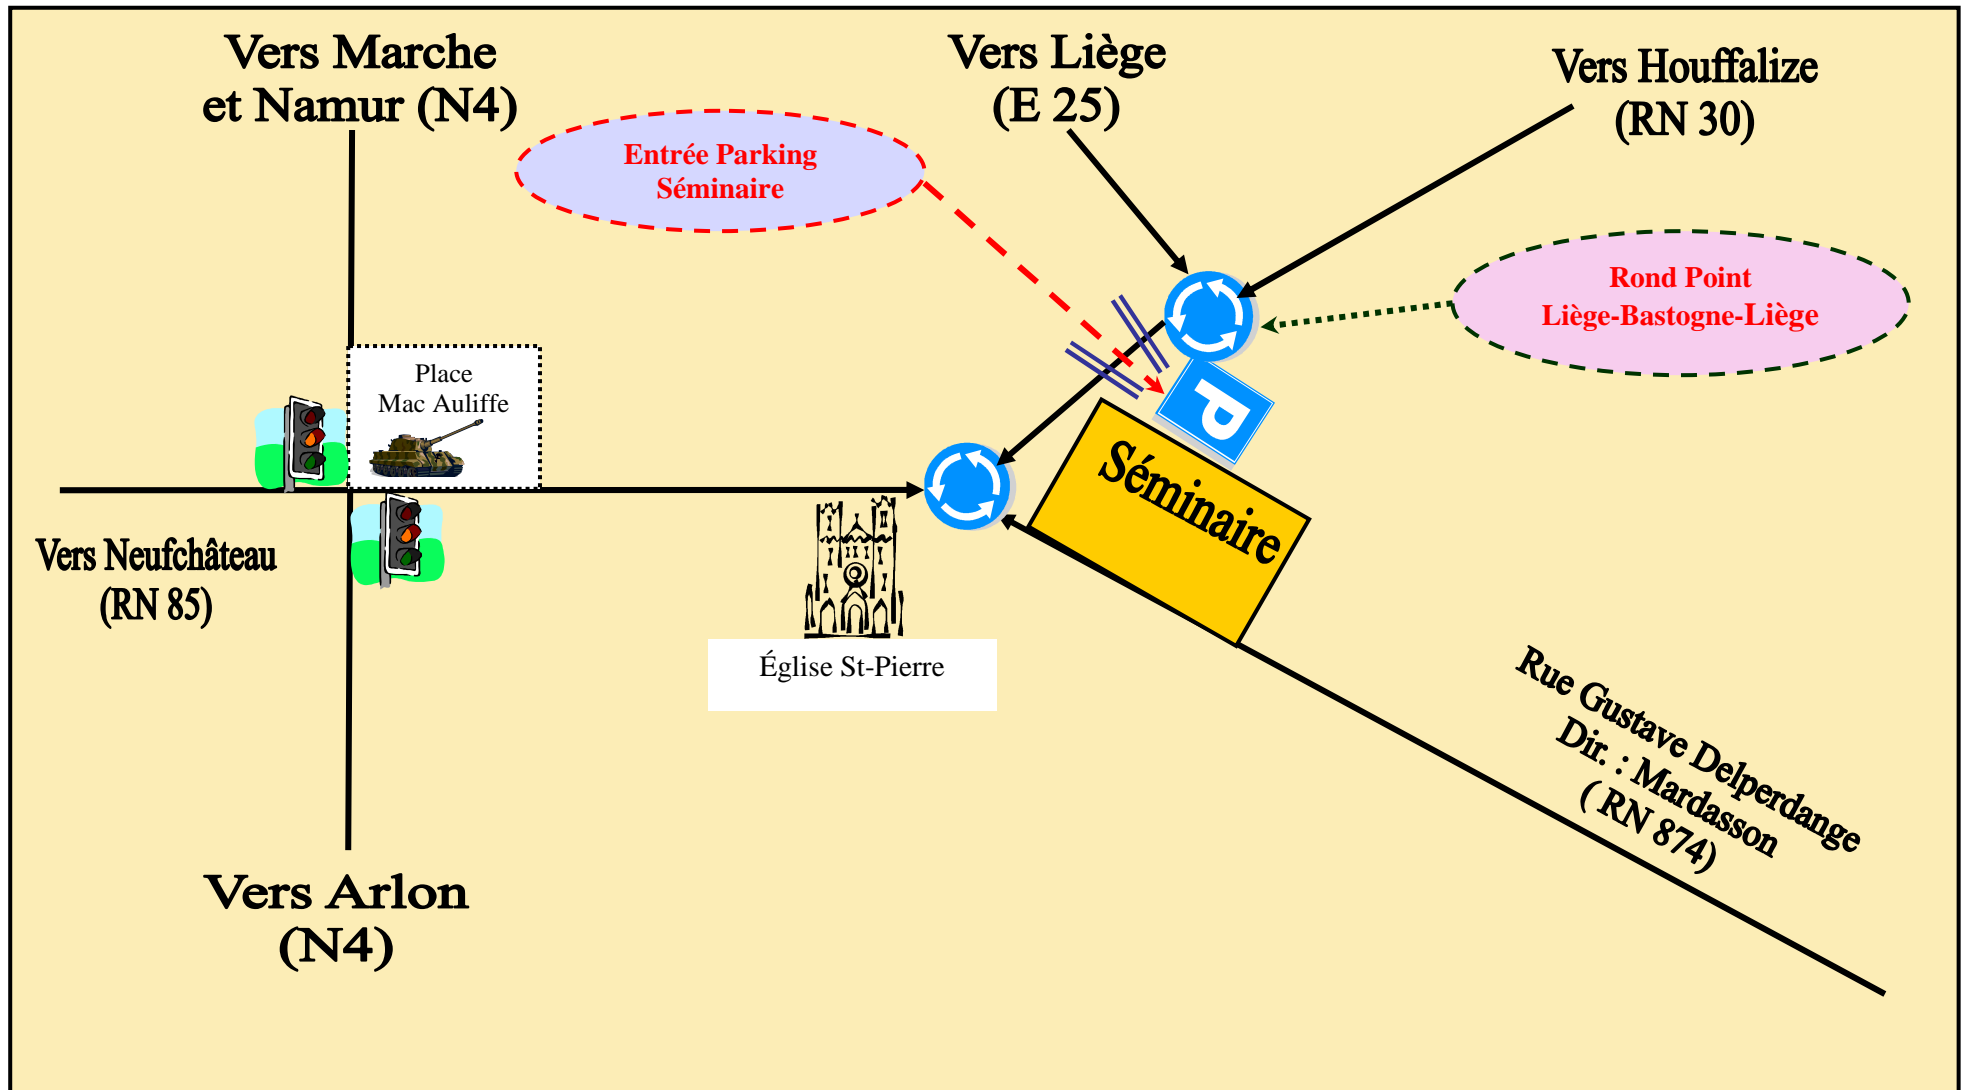 Vers Marche
et Namur (N4)
Vers Liège
(E 25)
Vers Houffalize
(RN 30)
Entrée Parking
Séminaire
Rond Point
Liège-Bastogne-Liège
Place
Mac Auliffe
P
Séminaire
Vers Neufchâteau
(RN 85)
Église St-Pierre
Rue Gustave Delperdange
Dir. : Mardasson
( RN 874)
Vers Arlon
(N4)